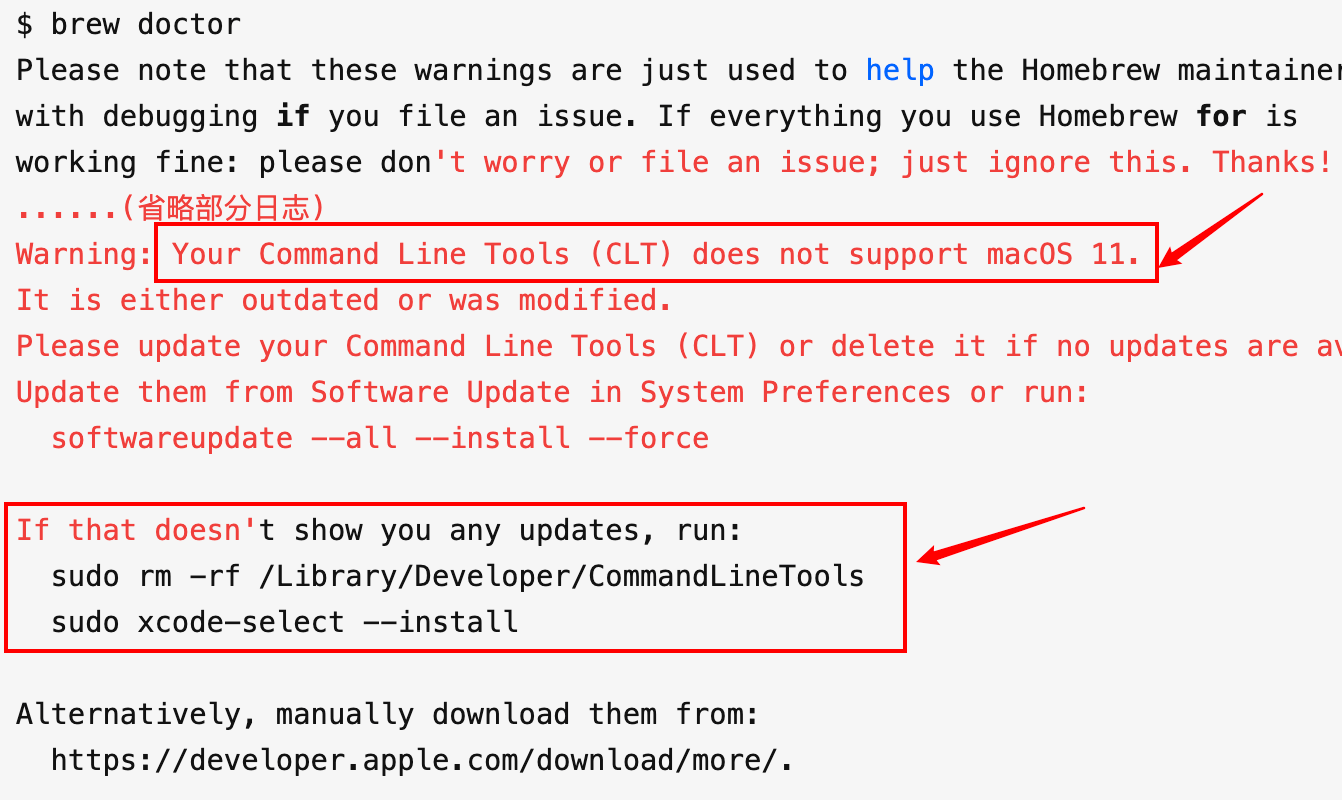 $ brew doctor
Please note that these warnings are just used to help the Homebrew maintainer
with debugging if you file an issue. If everything you use Homebrew for is
working fine: please don't worry or file an issue; just ignore this. Thanks!
......(省略部分日志)
Warning: Your Command Line Tools (CLT) does not support macOS 11.
It is either outdated or was modified.
Please update your Command Line Tools (CLT) or delete it if no updates are av
Update them from Software Update in System Preferences or run:
softwareupdate --all --install --force
If that doesn't show you any updates, run:
sudo rm -rf /Library/Developer/CommandLineTools
sudo xcode-select --install
Alternatively, manually download them from:
https://developer.apple.com/download/more/.